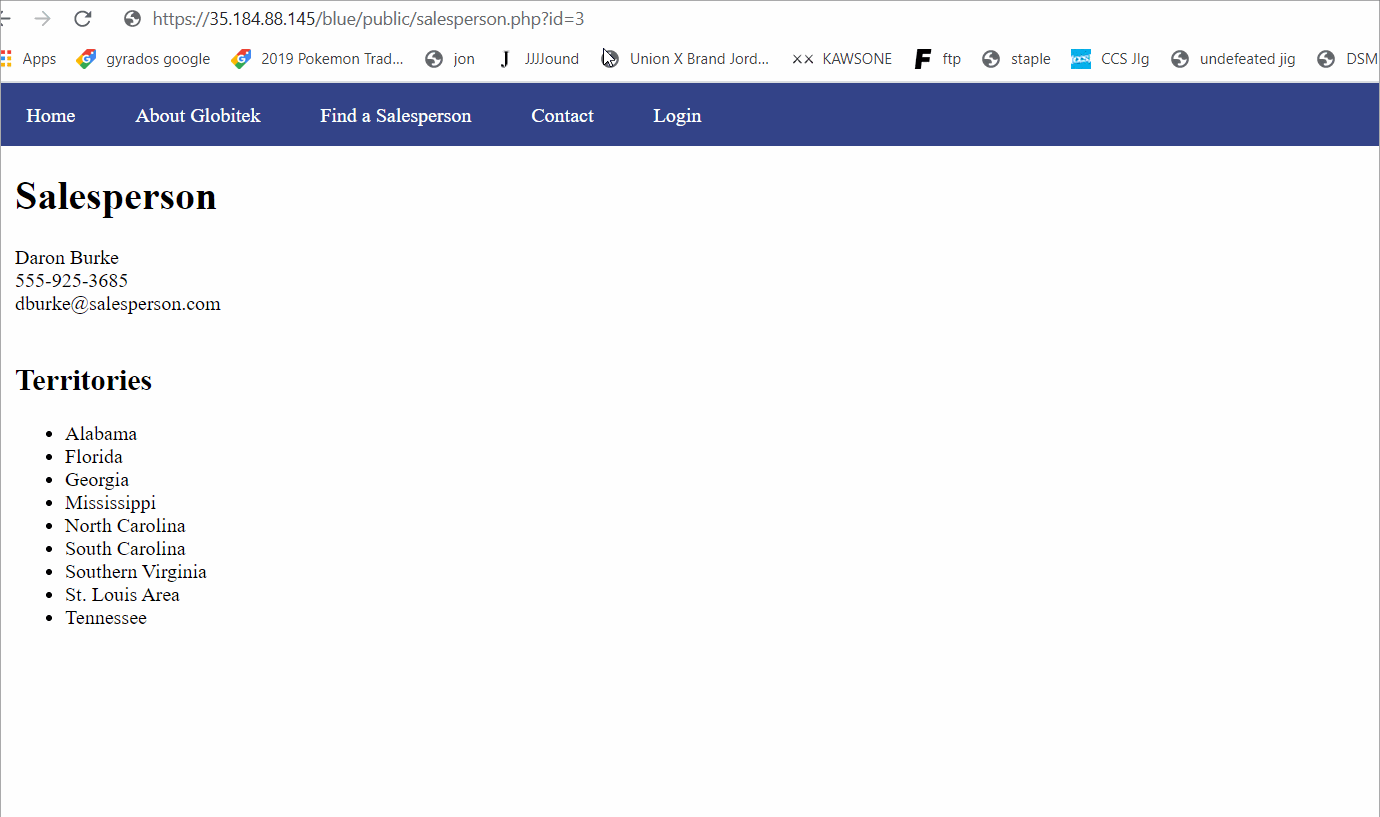 https://35.184.88.145/blue/public/salesperson.php?id=3
Apps gyrados google 2019 Pokemon Trad... jon J JJJJound Union X Brand Jord... XX KAWSONE F ftp staple CCS JIg undefeated jig DSM
Home About Globitek Find a Salesperson Contact Login
Salesperson
Daron Burke
555-925-3685
dburke@salesperson.com
Territories
• Alabama
• Florida
• Georgia
• Mississippi
• North Carolina
• South Carolina
• Southern Virginia
• St. Louis Area
• Tennessee